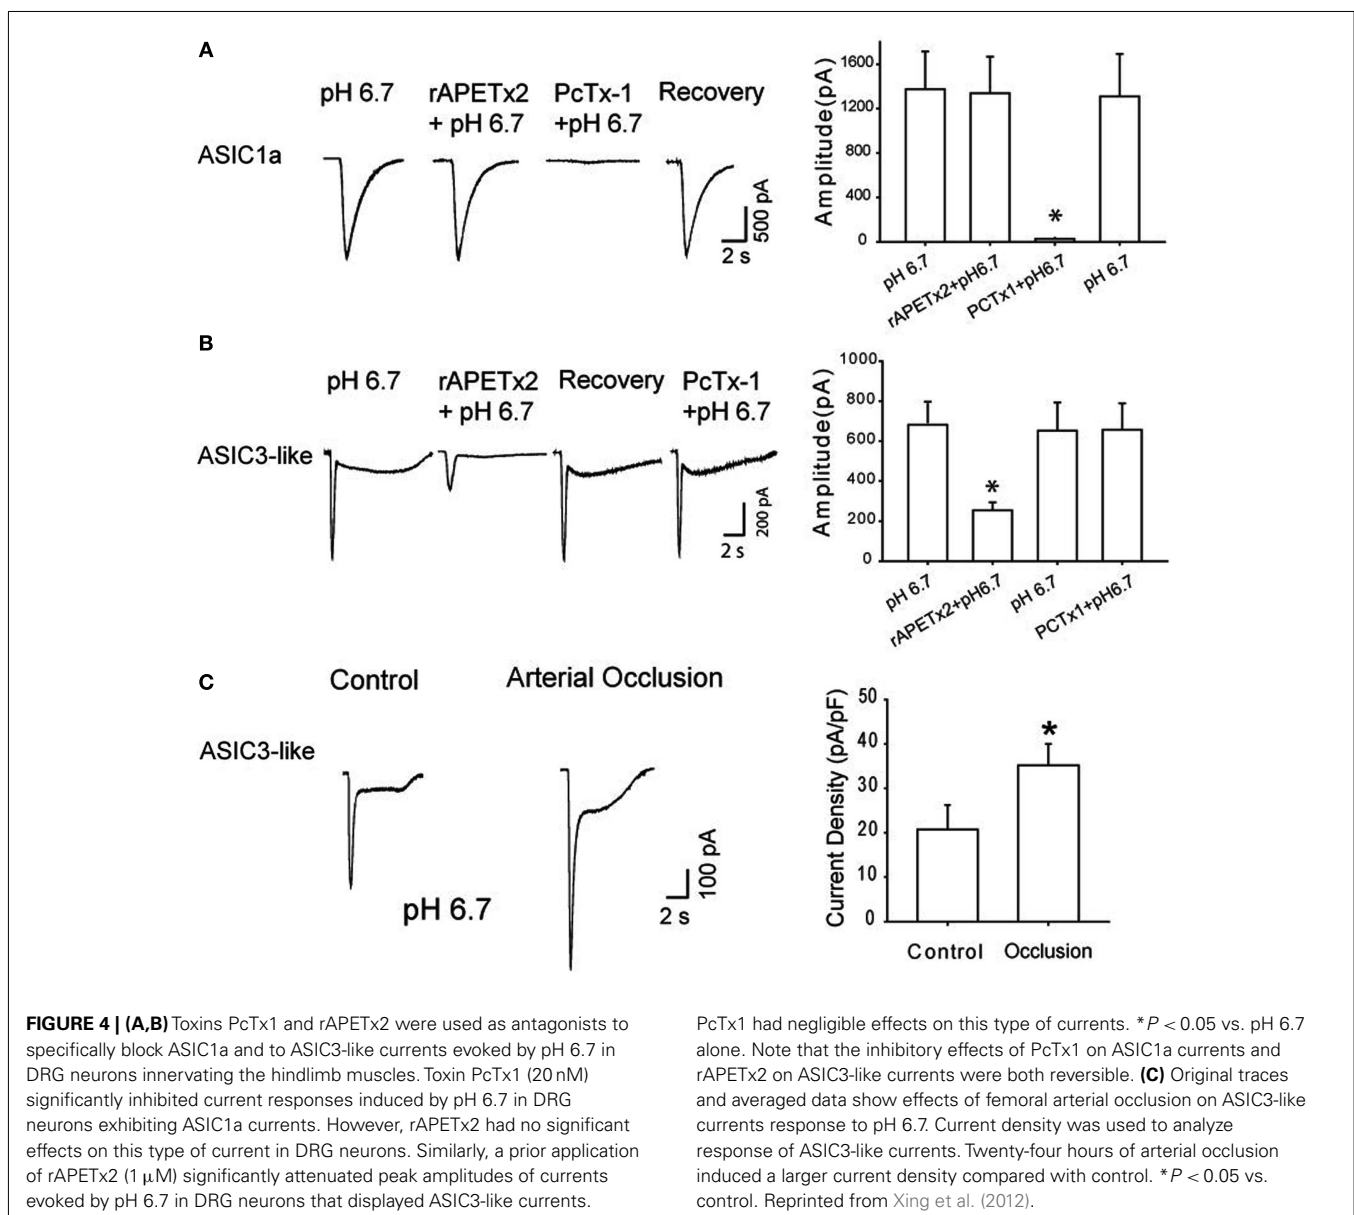 A
pH 6.7
rAPETx2
+ pH 6.7
PcTx-1
+pH 6.7
Recovery
ASIC1a
500 pA
2 s
Amplitude(pA)
1600
1200
800
400
0
*
pH 6.7
rAPETx2+pH6.7
PCTx1+pH6.7
pH 6.7
B
pH 6.7
rAPETx2
+ pH 6.7
Recovery
PcTx-1
+pH 6.7
ASIC3-like
200 pA
2 s
Amplitude(pA)
1000
800
600
400
200
0
*
pH 6.7
rAPETx2+pH6.7
pH 6.7
PCTx1+pH6.7
C
Control
Arterial Occlusion
ASIC3-like
pH 6.7
100 pA
2 s
Current Density (pA/pF)
50
40
30
20
10
0
*
Control
Occlusion
FIGURE 4 | (A,B) Toxins PcTx1 and rAPETx2 were used as antagonists to
specifically block ASIC1a and to ASIC3-like currents evoked by pH 6.7 in
DRG neurons innervating the hindlimb muscles. Toxin PcTx1 (20 nM)
significantly inhibited current responses induced by pH 6.7 in DRG
neurons exhibiting ASIC1a currents. However, rAPETx2 had no significant
effects on this type of current in DRG neurons. Similarly, a prior application
of rAPETx2 (1 μM) significantly attenuated peak amplitudes of currents
evoked by pH 6.7 in DRG neurons that displayed ASIC3-like currents.
PcTx1 had negligible effects on this type of currents. *P < 0.05 vs. pH 6.7
alone. Note that the inhibitory effects of PcTx1 on ASIC1a currents and
rAPETx2 on ASIC3-like currents were both reversible. (C) Original traces
and averaged data show effects of femoral arterial occlusion on ASIC3-like
currents response to pH 6.7. Current density was used to analyze
response of ASIC3-like currents. Twenty-four hours of arterial occlusion
induced a larger current density compared with control. *P < 0.05 vs.
control. Reprinted from Xing et al. (2012).